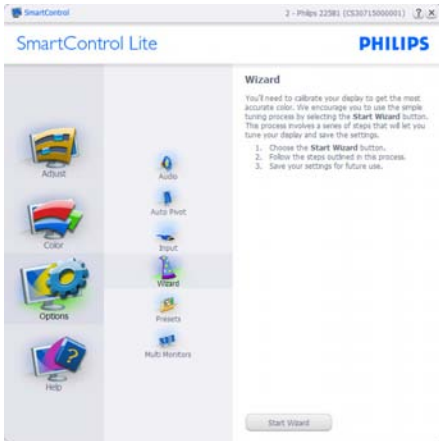 SmartControl
2 - Philips 225B1 (CS30715000001)
SmartControl Lite
PHILIPS
Adjust
Color
Options
Help
Audio
Auto Pivot
Input
Wizard
Presets
Multi Monitors
Wizard
You'll need to calibrate your display to get the most
accurate color. We encourage you to use the simple
tuning process by selecting the Start Wizard button.
This process involves a series of steps that will let you
tune your display and save the settings.
1. Choose the Start Wizard button.
2. Follow the steps outlined in this process.
3. Save your settings for future use.
Start Wizard